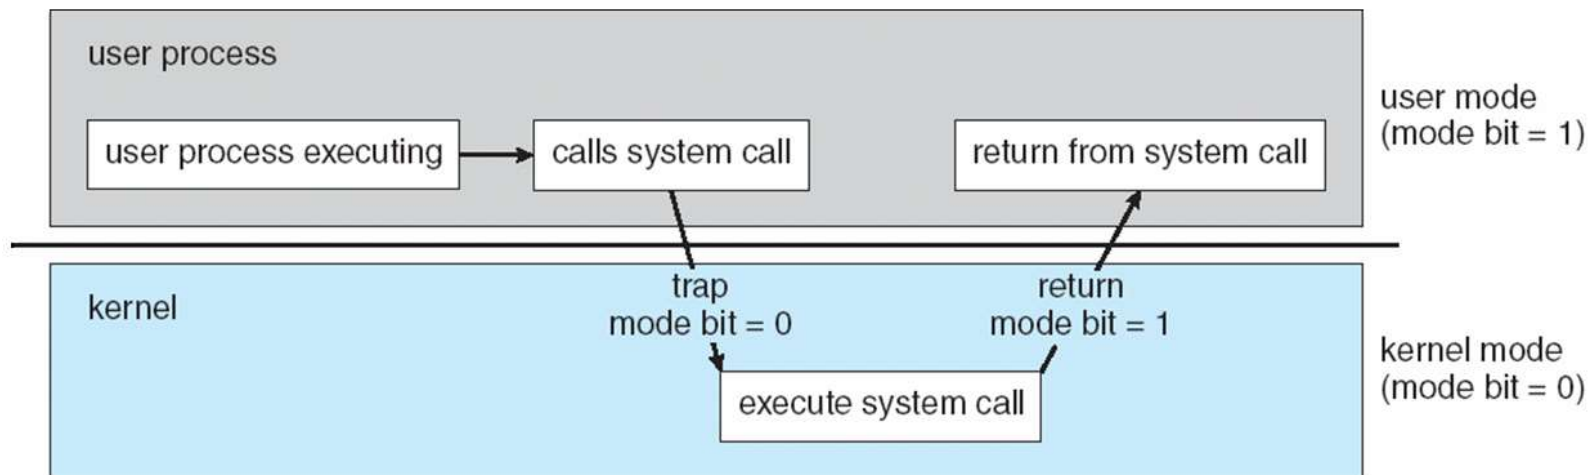 user process
user process executing
calls system call
return from system call
user mode
(mode bit = 1)
kernel
trap
mode bit = 0
return
mode bit = 1
execute system call
kernel mode
(mode bit = 0)